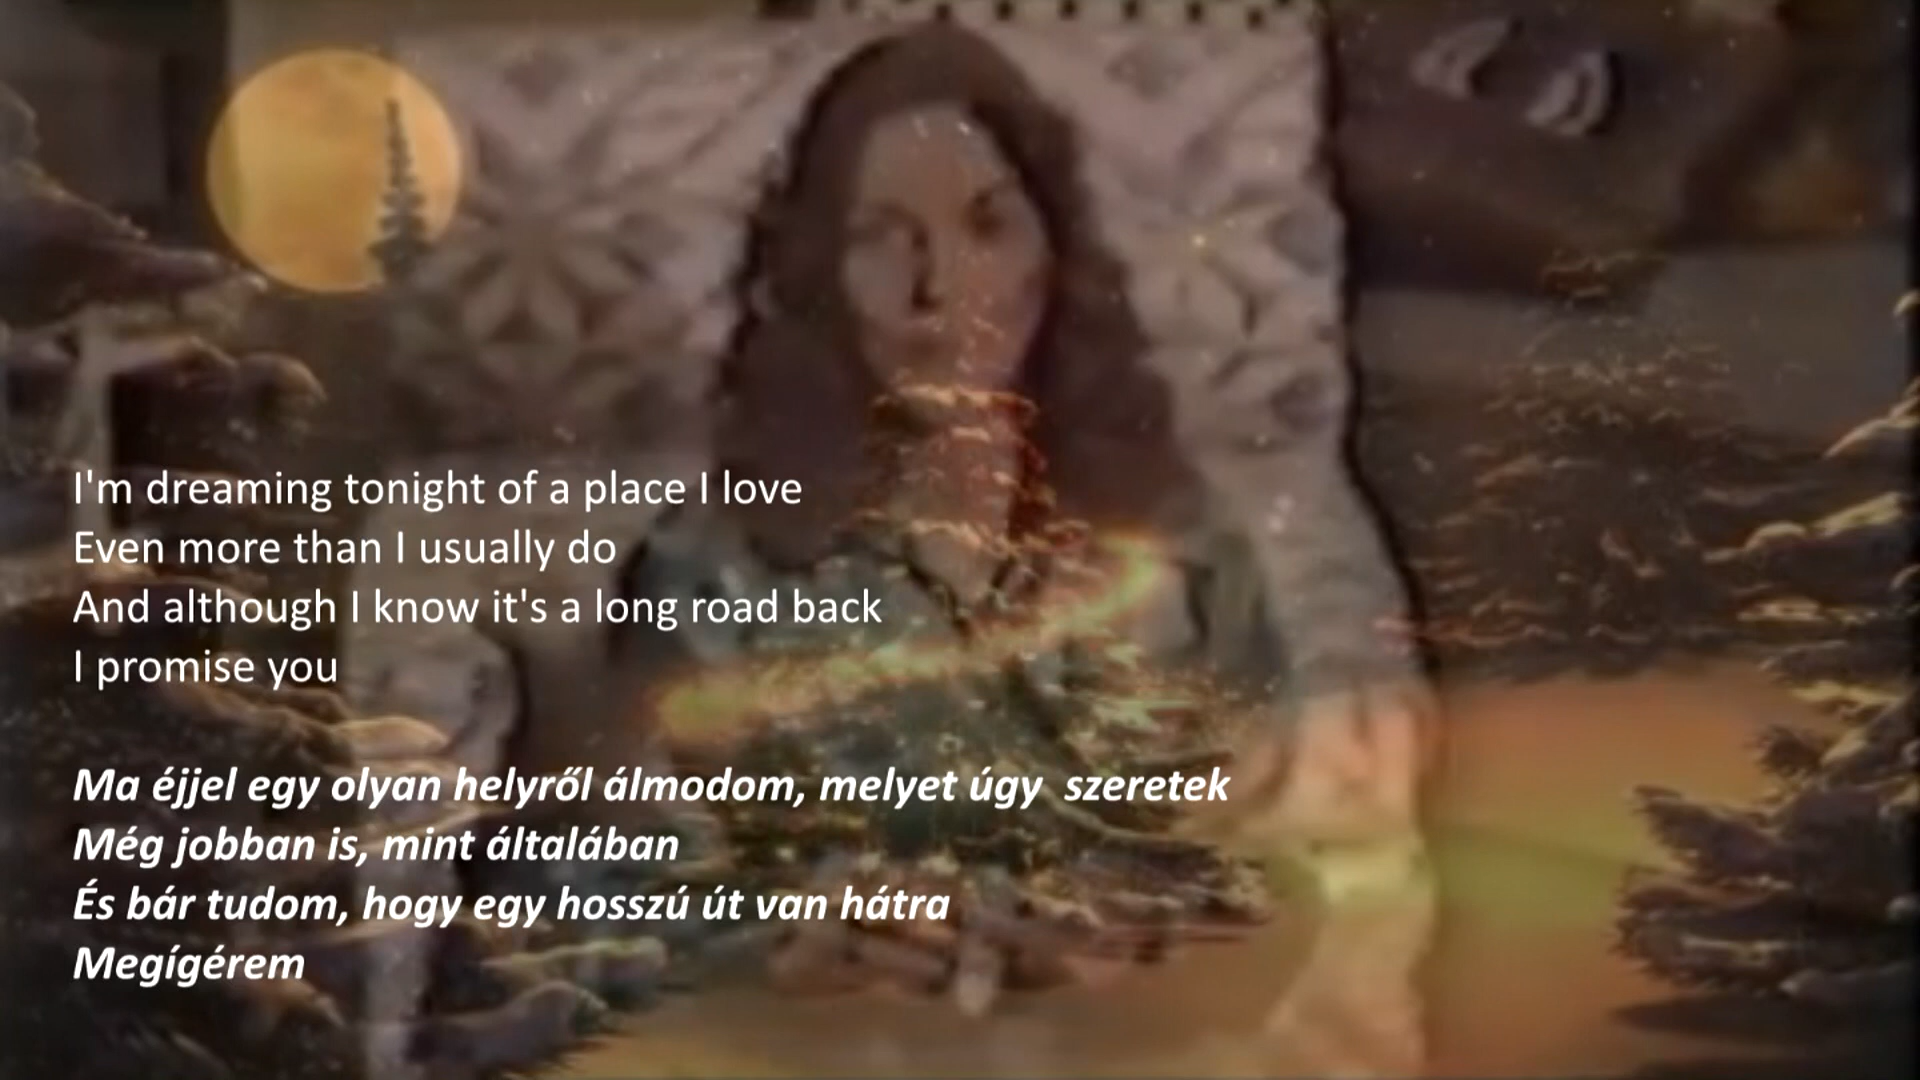 I'm dreaming tonight of a place I love
Even more than I usually do
And although I know it's a long road back
I promise you
Ma éjjel egy olyan helyről álmodom, melyet úgy  szeretek
Még jobban is, mint általában
És bár tudom, hogy egy hosszú út van hátra
Megígérem